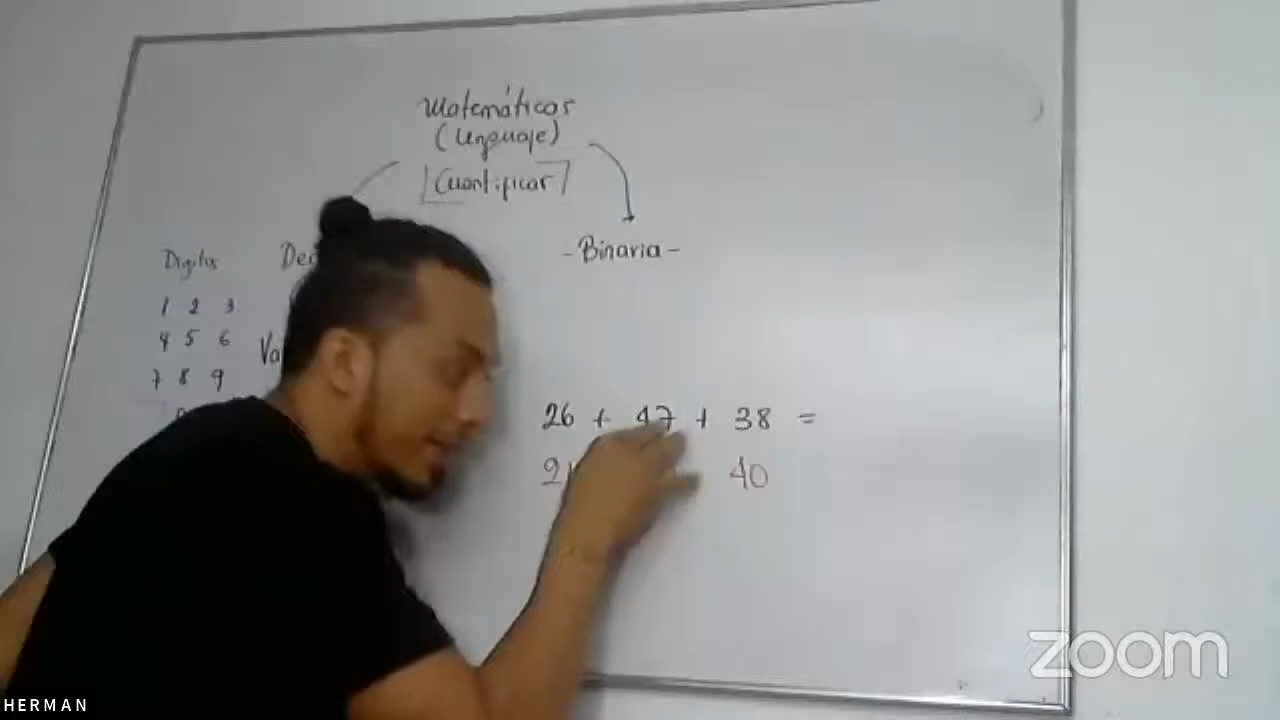 Matemáticas
(Lenguaje)
Cuantificar
- Binaria -
Digitos
1 2 3
4 5 6
7 8 9
26 + 47 + 38 =
40
zoom
HERMAN